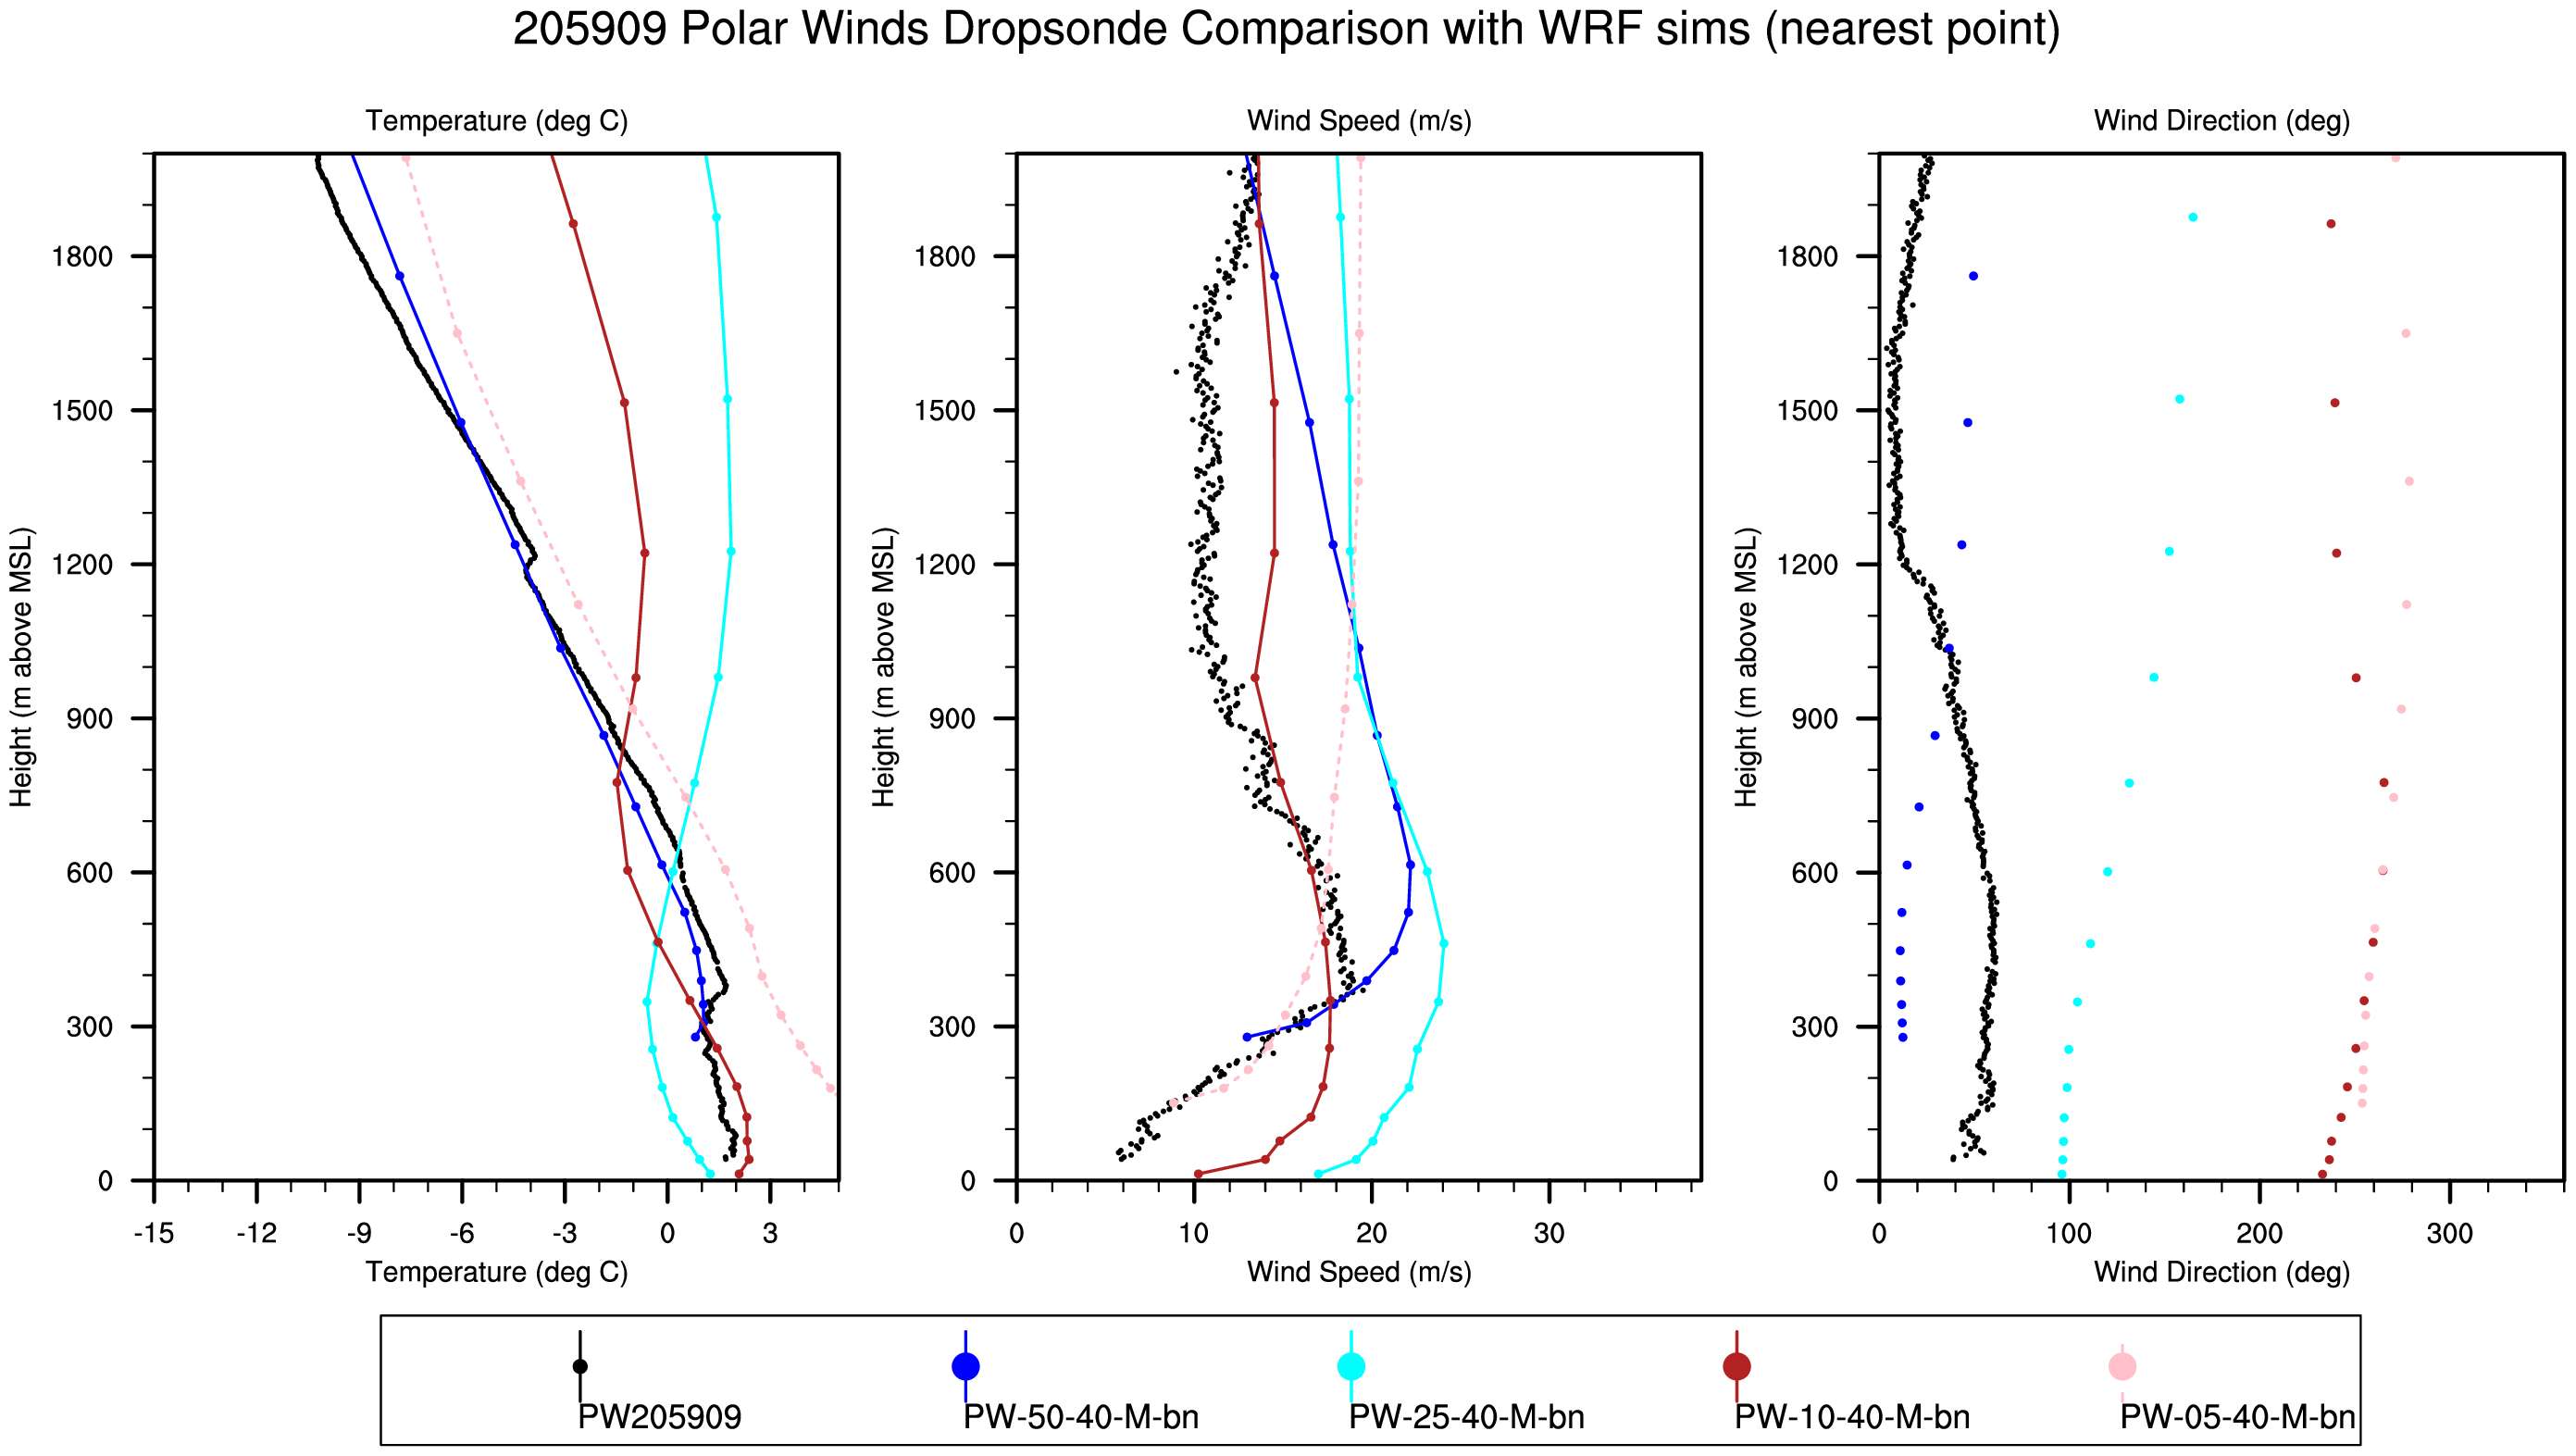 205909 Polar Winds Dropsonde Comparison with WRF sims (nearest point)
Temperature (deg C)
Wind Speed (m/s)
Wind Direction (deg)
Height (m above MSL)
1800
1500
1200
900
600
300
0
-15 -12 -9 -6 -3 0 3
Temperature (deg C)
Height (m above MSL)
1800
1500
1200
900
600
300
0
0 10 20 30
Wind Speed (m/s)
Height (m above MSL)
1800
1500
1200
900
600
300
0
0 100 200 300
Wind Direction (deg)
PW205909
PW-50-40-M-bn
PW-25-40-M-bn
PW-10-40-M-bn
PW-05-40-M-bn